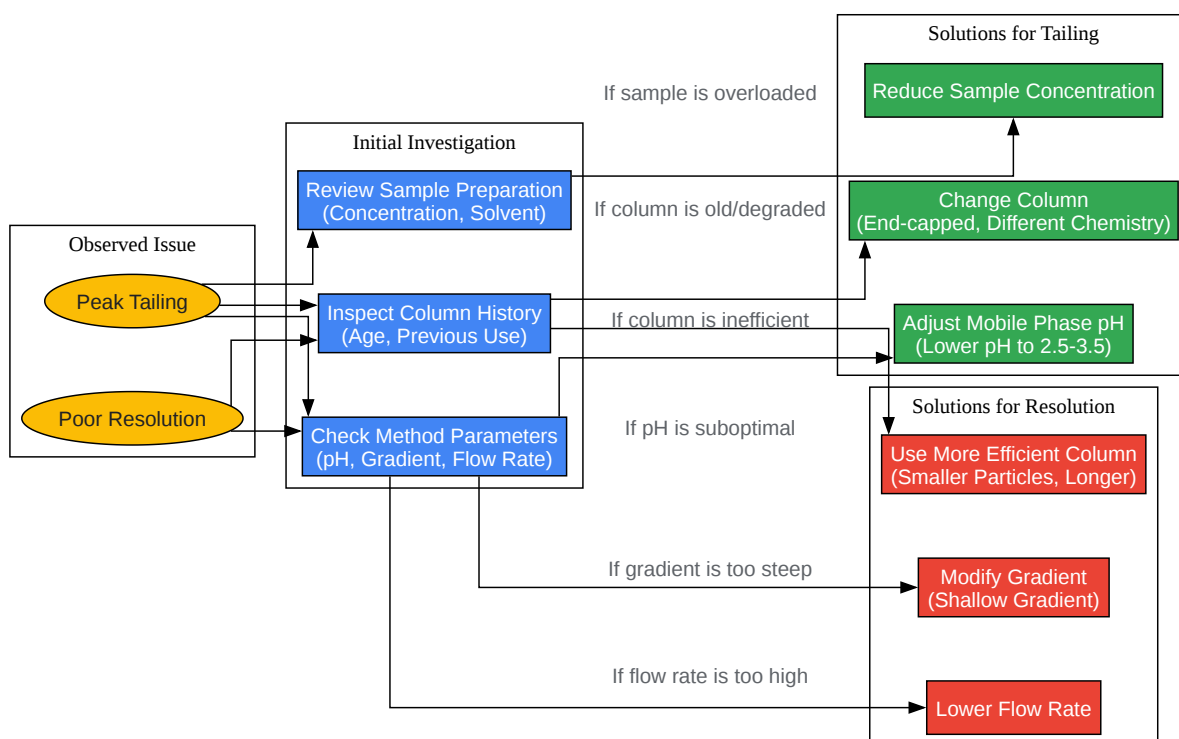 Observed Issue
Peak Tailing
Poor Resolution
Initial Investigation
Review Sample Preparation
(Concentration, Solvent)
Inspect Column History
(Age, Previous Use)
Check Method Parameters
(pH, Gradient, Flow Rate)
If sample is overloaded
If column is old/degraded
If column is inefficient
If pH is suboptimal
If gradient is too steep
If flow rate is too high
Solutions for Tailing
Reduce Sample Concentration
Change Column
(End-capped, Different Chemistry)
Adjust Mobile Phase pH
(Lower pH to 2.5-3.5)
Solutions for Resolution
Use More Efficient Column
(Smaller Particles, Longer)
Modify Gradient
(Shallow Gradient)
Lower Flow Rate